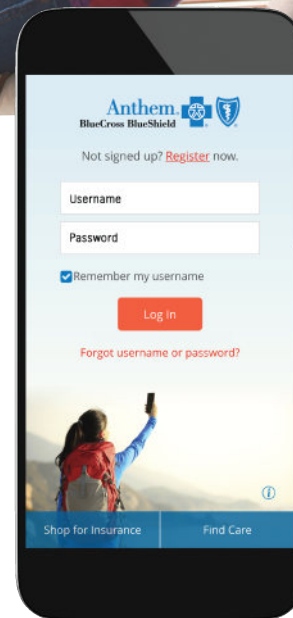 Anthem
BlueCross BlueShield
Not signed up? Register now.
Username
Password
Remember my username
Log In
Forgot username or password?
i
Shop for Insurance
Find Care